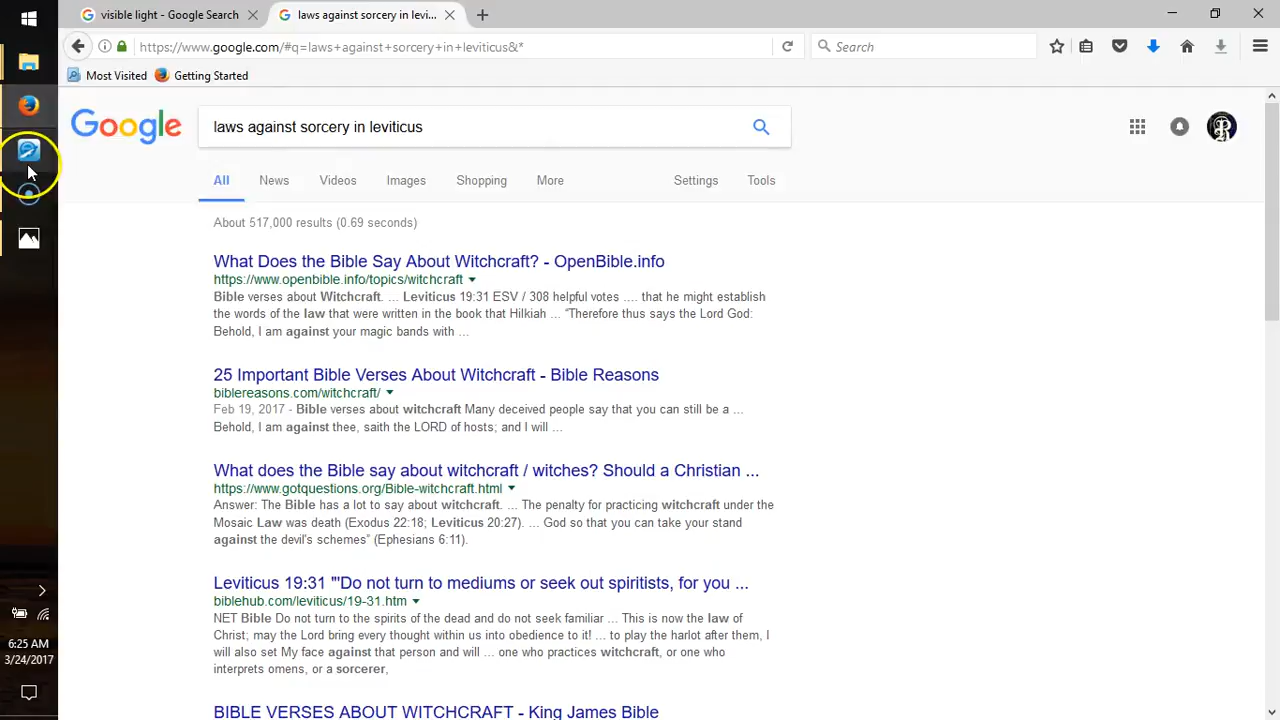 visible light - Google Search
laws against sorcery in levi...
https://www.google.com/#q=laws+against+sorcery+in+leviticus&*
Search
Most Visited
Getting Started
Google
laws against sorcery in leviticus
All
News
Videos
Images
Shopping
More
Settings
Tools
About 517,000 results (0.69 seconds)
What Does the Bible Say About Witchcraft? - OpenBible.info
https://www.openbible.info/topics/witchcraft
Bible verses about Witchcraft. ... Leviticus 19:31 ESV / 308 helpful votes .... that he might establish
the words of the law that were written in the book that Hilkiah ... “Therefore thus says the Lord God:
Behold, I am against your magic bands with ...
25 Important Bible Verses About Witchcraft - Bible Reasons
biblereasons.com/witchcraft/
Feb 19, 2017 - Bible verses about witchcraft Many deceived people say that you can still be a ...
Behold, I am against thee, saith the LORD of hosts; and I will ...
What does the Bible say about witchcraft / witches? Should a Christian ...
https://www.gotquestions.org/Bible-witchcraft.html
Answer: The Bible has a lot to say about witchcraft. ... The penalty for practicing witchcraft under the
Mosaic Law was death (Exodus 22:18; Leviticus 20:27). ... God so that you can take your stand
against the devil's schemes” (Ephesians 6:11).
Leviticus 19:31 "'Do not turn to mediums or seek out spiritists, for you ...
biblehub.com/leviticus/19-31.htm
NET Bible Do not turn to the spirits of the dead and do not seek familiar ... This is now the law of
Christ; may the Lord bring every thought within us into obedience to it! ... to play the harlot after them, I
will also set My face against that person and will ... one who practices witchcraft, or one who
interprets omens, or a sorcerer,
BIBLE VERSES ABOUT WITCHCRAFT - King James Bible
6:25 AM
3/24/2017